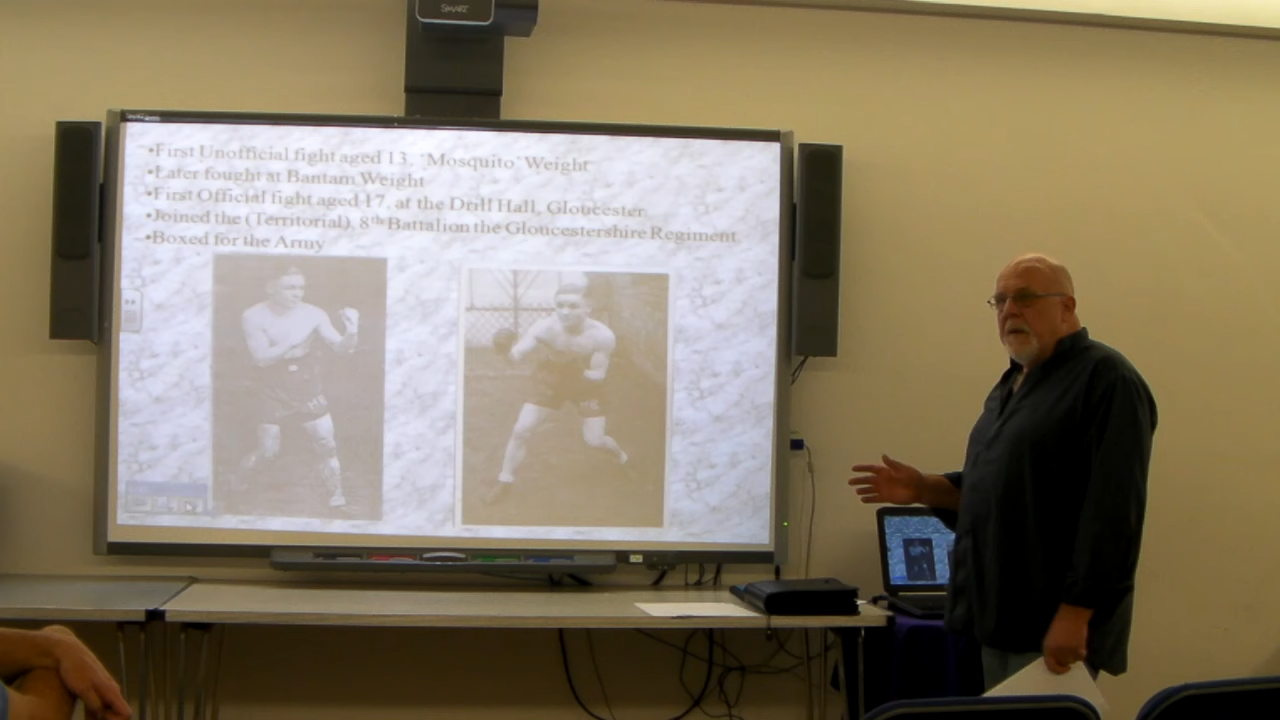 SMART
•First Unofficial fight aged 13, ‘Mosquito’ Weight
•Later fought at Bantam Weight
•First Official fight aged 17, at the Drill Hall, Gloucester
•Joined the (Territorial), 8th Battalion the Gloucestershire Regiment
•Boxed for the Army